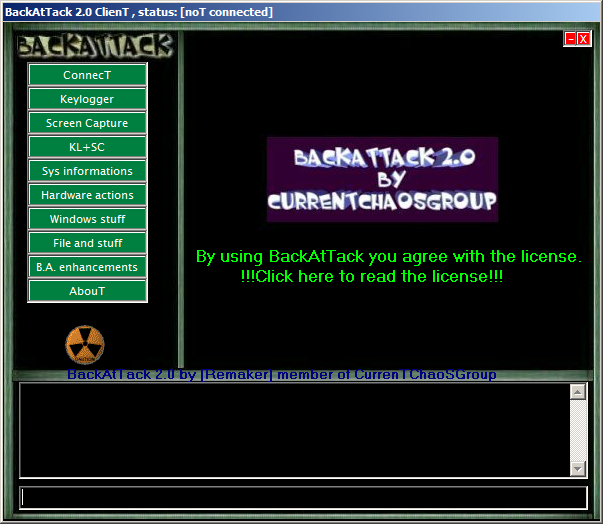 BackAtTack 2.0 ClienT , status: [noT connected]
BACKATTACK
- X
ConnecT
Keylogger
Screen Capture
KL+SC
Sys informations
Hardware actions
Windows stuff
File and stuff
B.A. enhancements
AbouT
BACKATTACK 2.0
BY
CURRENTCHAOSGROUP
By using BackAtTack you agree with the license.
!!!Click here to read the license!!!
BackAtTack 2.0 by |Remaker| member of CurrenTChaoSGroup